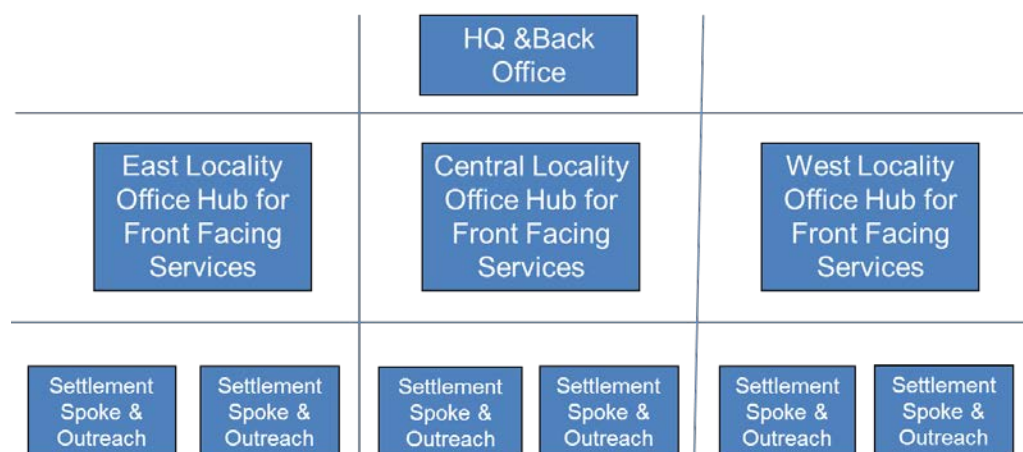 HQ &Back
Office
East Locality
Office Hub for
Front Facing
Services
Central Locality
Office Hub for
Front Facing
Services
West Locality
Office Hub for
Front Facing
Services
Settlement
Spoke &
Outreach
Settlement
Spoke &
Outreach
Settlement
Spoke &
Outreach
Settlement
Spoke &
Outreach
Settlement
Spoke &
Outreach
Settlement
Spoke &
Outreach